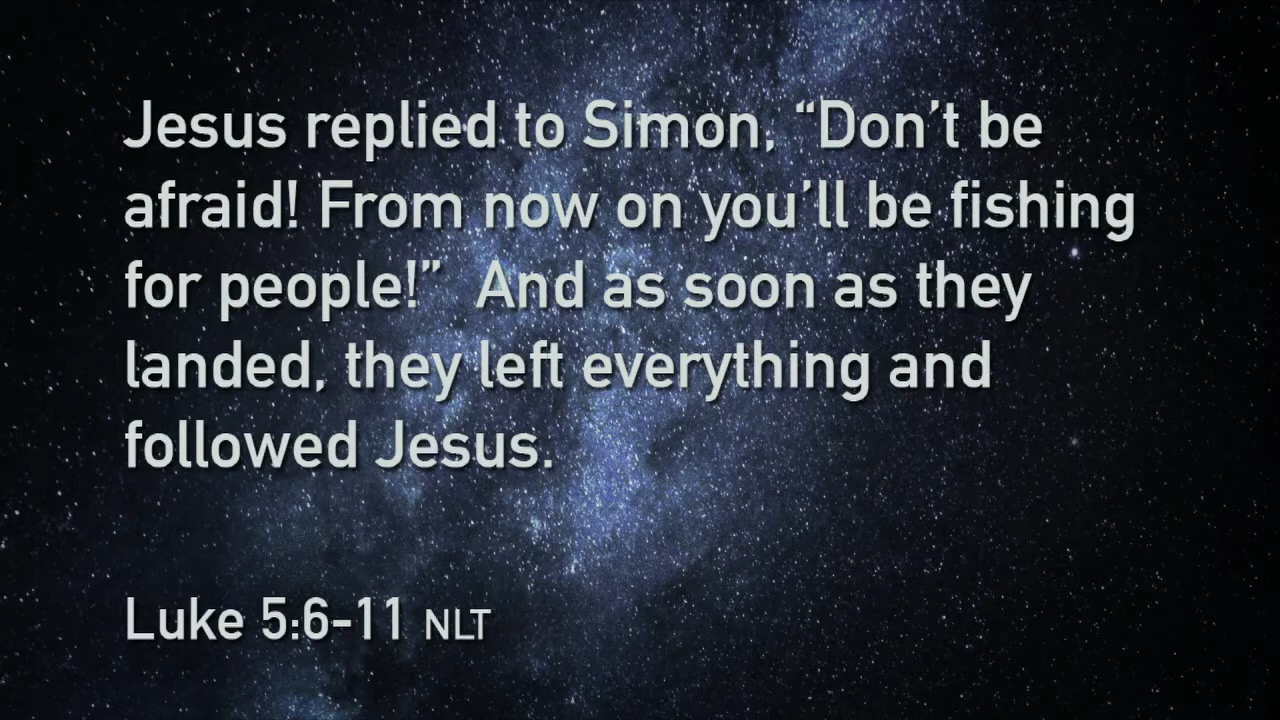 Jesus replied to Simon, “Don’t be
afraid! From now on you’ll be fishing
for people!”  And as soon as they
landed, they left everything and
followed Jesus.
Luke 5:6-11 NLT